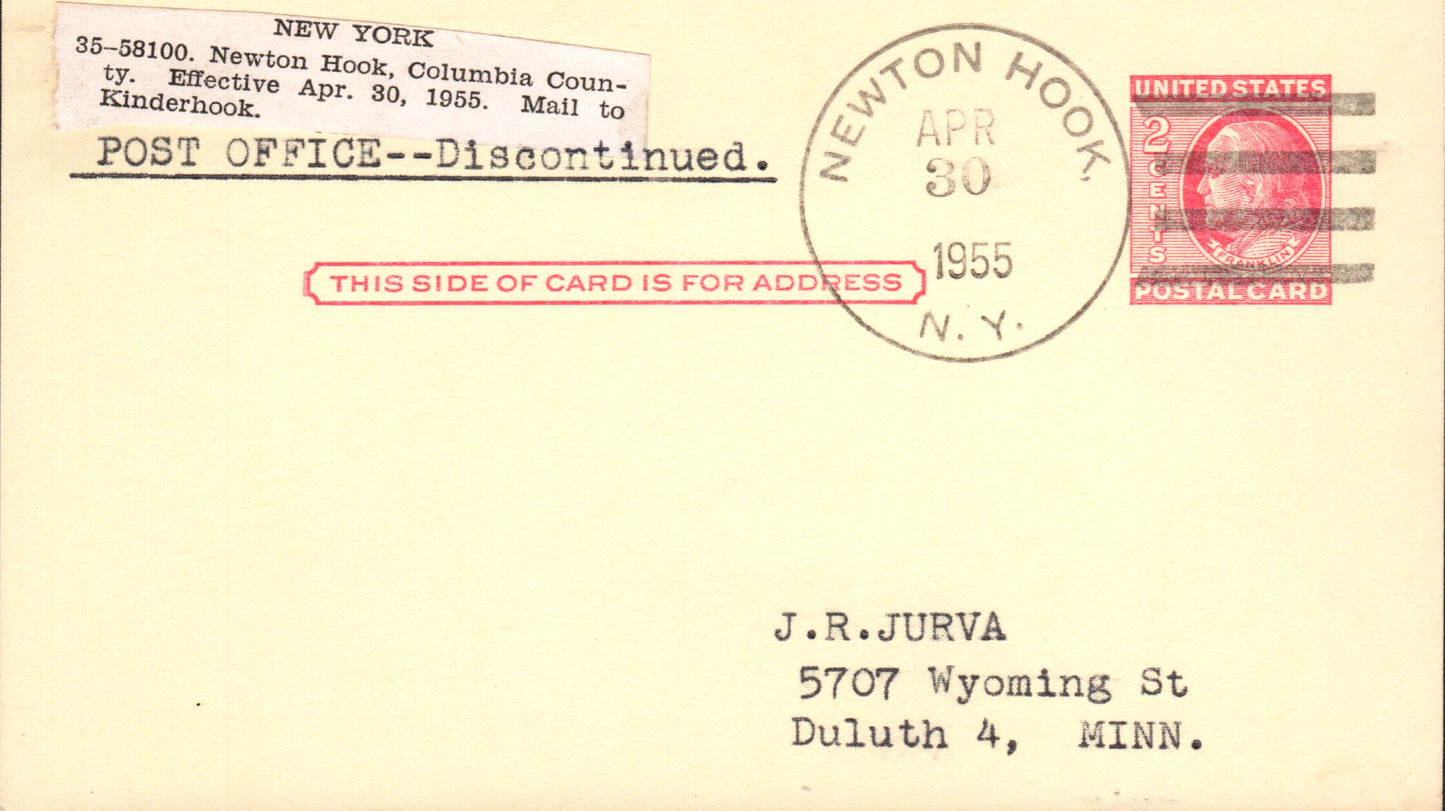 NEW YORK
35–58100. Newton Hook, Columbia Coun-
ty. Effective Apr. 30, 1955. Mail to
Kinderhook.
POST OFFICE--Discontinued.
NEWTON HOOK,
APR
30
1955
N. Y.
UNITED STATES
2 CENTS
FRANKLIN
POSTAL CARD
THIS SIDE OF CARD IS FOR ADDRESS
J.R.JURVA
5707 Wyoming St
Duluth 4, MINN.